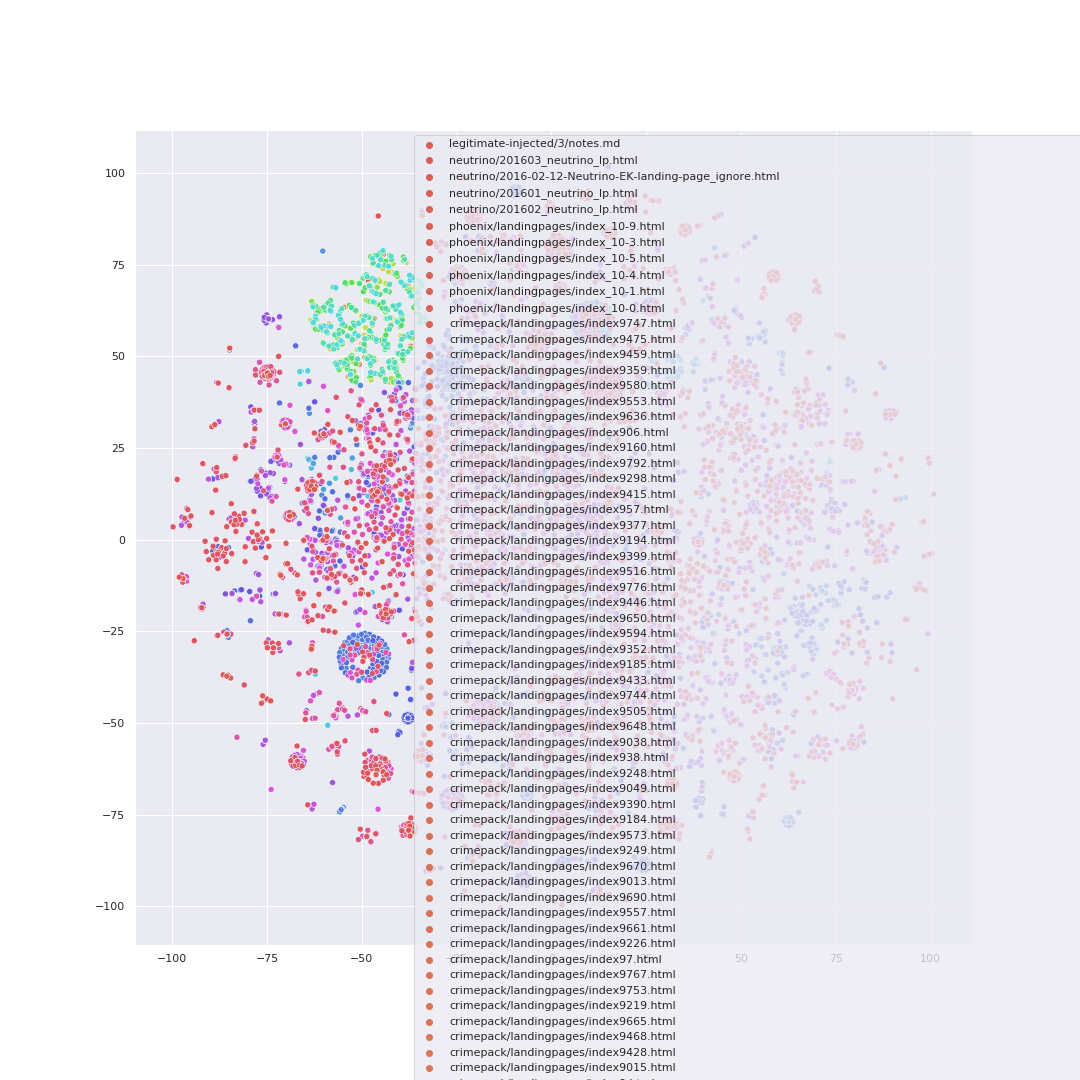 legitimate-injected/3/notes.md
neutrino/201603_neutrino_lp.html
neutrino/2016-02-12-Neutrino-EK-landing-page_ignore.html
neutrino/201601_neutrino_lp.html
neutrino/201602_neutrino_lp.html
phoenix/landingpages/index_10-9.html
phoenix/landingpages/index_10-3.html
phoenix/landingpages/index_10-5.html
phoenix/landingpages/index_10-4.html
phoenix/landingpages/index_10-1.html
phoenix/landingpages/index_10-0.html
crimepack/landingpages/index9747.html
crimepack/landingpages/index9475.html
crimepack/landingpages/index9459.html
crimepack/landingpages/index9359.html
crimepack/landingpages/index9580.html
crimepack/landingpages/index9553.html
crimepack/landingpages/index9636.html
crimepack/landingpages/index906.html
crimepack/landingpages/index9160.html
crimepack/landingpages/index9792.html
crimepack/landingpages/index9298.html
crimepack/landingpages/index9415.html
crimepack/landingpages/index957.html
crimepack/landingpages/index9377.html
crimepack/landingpages/index9194.html
crimepack/landingpages/index9399.html
crimepack/landingpages/index9516.html
crimepack/landingpages/index9776.html
crimepack/landingpages/index9446.html
crimepack/landingpages/index9650.html
crimepack/landingpages/index9594.html
crimepack/landingpages/index9352.html
crimepack/landingpages/index9185.html
crimepack/landingpages/index9433.html
crimepack/landingpages/index9744.html
crimepack/landingpages/index9505.html
crimepack/landingpages/index9648.html
crimepack/landingpages/index9038.html
crimepack/landingpages/index938.html
crimepack/landingpages/index9248.html
crimepack/landingpages/index9049.html
crimepack/landingpages/index9390.html
crimepack/landingpages/index9184.html
crimepack/landingpages/index9573.html
crimepack/landingpages/index9249.html
crimepack/landingpages/index9670.html
crimepack/landingpages/index9013.html
crimepack/landingpages/index9690.html
crimepack/landingpages/index9557.html
crimepack/landingpages/index9661.html
crimepack/landingpages/index9226.html
crimepack/landingpages/index97.html
crimepack/landingpages/index9767.html
crimepack/landingpages/index9753.html
crimepack/landingpages/index9219.html
crimepack/landingpages/index9665.html
crimepack/landingpages/index9468.html
crimepack/landingpages/index9428.html
crimepack/landingpages/index9015.html
100
75
50
25
0
−25
−50
−75
−100
−100 −75 −50 50 75 100